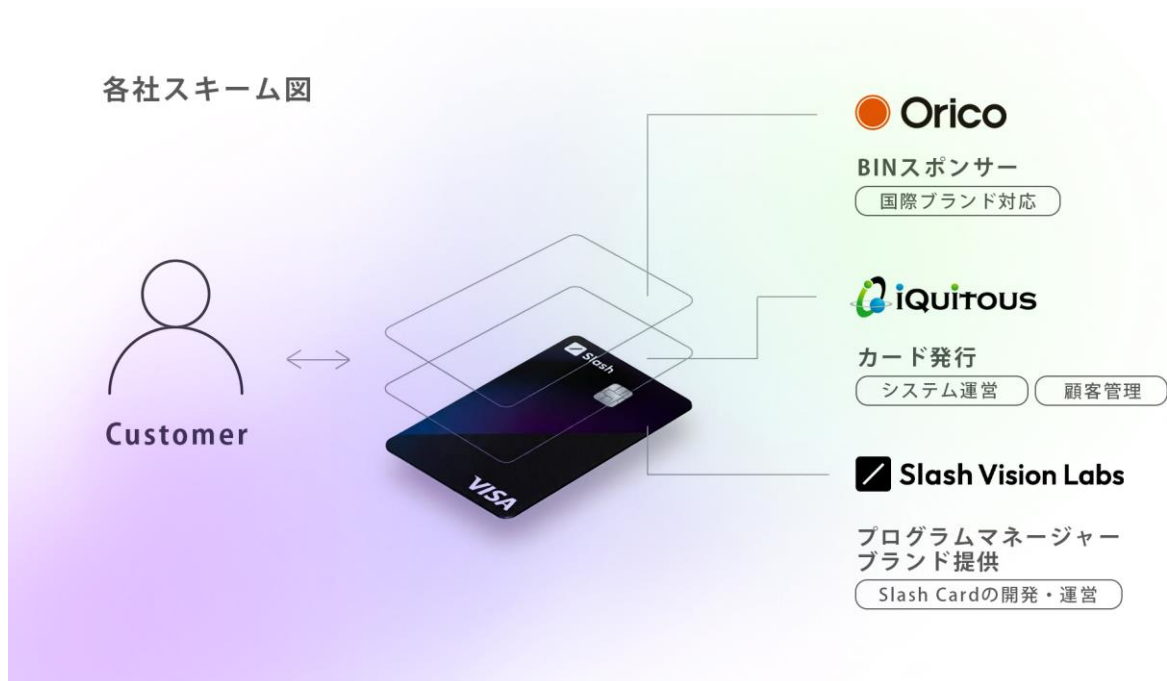 各社スキーム図
Customer
Slash
VISA
Orico
BINスポンサー
国際ブランド対応
iQuitous
カード発行
システム運営 顧客管理
Slash Vision Labs
プログラムマネージャー
ブランド提供
Slash Cardの開発・運営